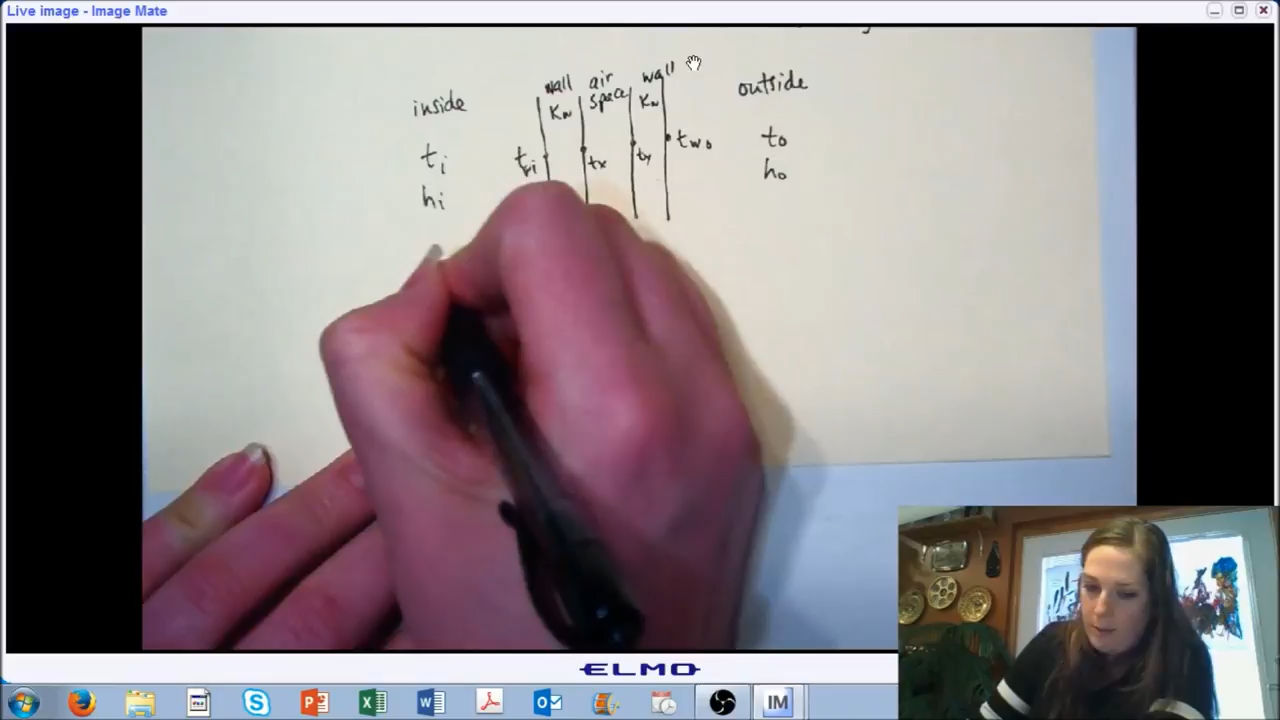 Live image - Image Mate
inside
wall
air
space
wall
outside
Kw
Kw
ti
hi
twi
tx
ty
two
to
ho
ELMO
IM